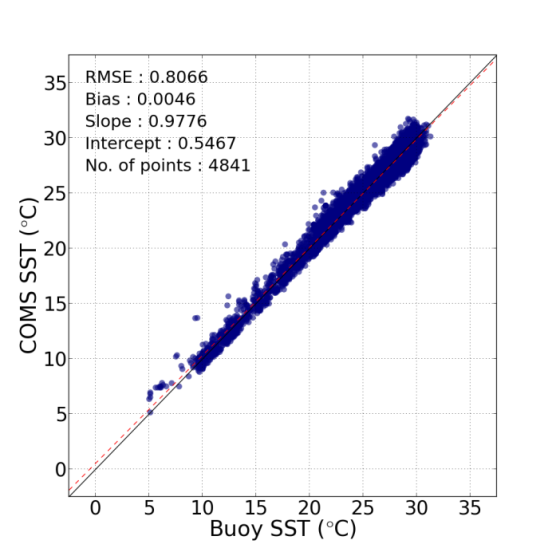 RMSE : 0.8066
Bias : 0.0046
Slope : 0.9776
Intercept : 0.5467
No. of points : 4841
COMS SST (°C)
35
30
25
20
15
10
5
0
0 5 10 15 20 25 30 35
Buoy SST (°C)